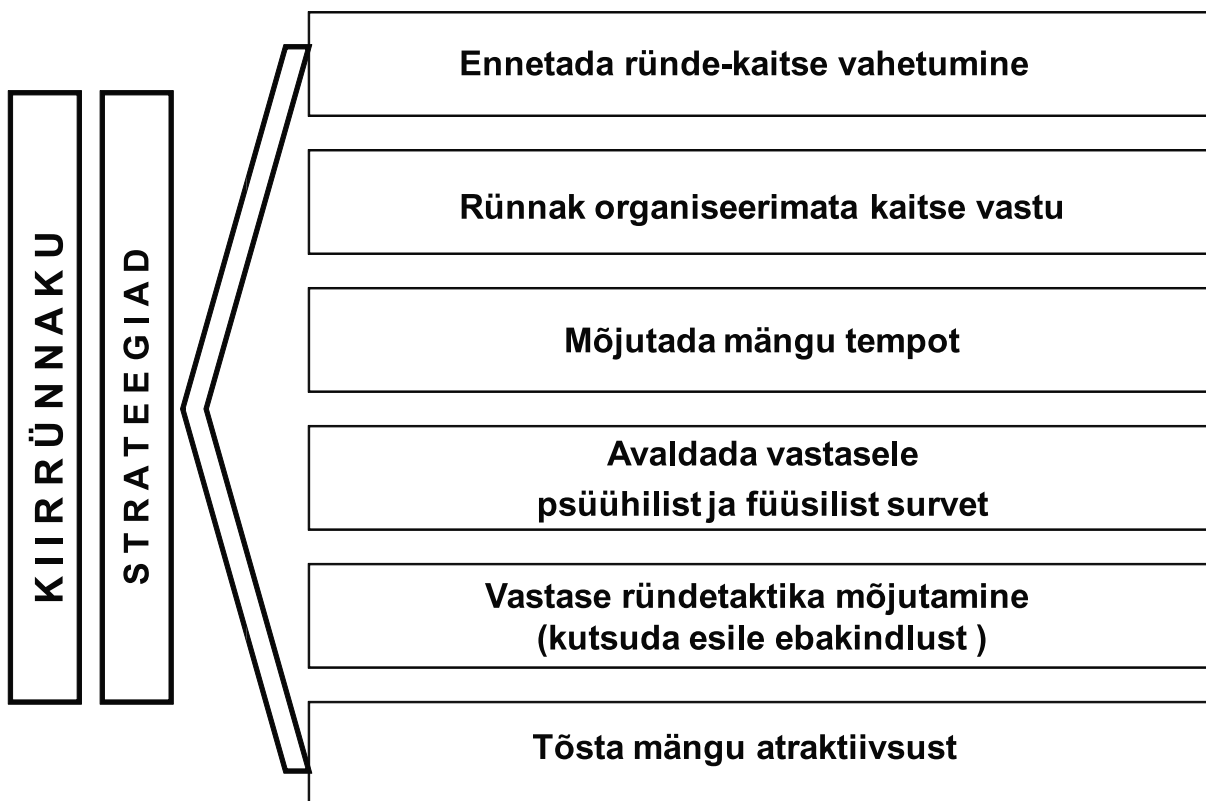 KIIRRÜNNAKU
STRATEEGIAD
Ennetada ründe-kaitse vahetumine
Rünnak organiseerimata kaitse vastu
Mõjutada mängu tempot
Avaldada vastasele
psüühilist ja füüsilist survet
Vastase ründetaktika mõjutamine
(kutsuda esile ebakindlust )
Tõsta mängu atraktiivsust